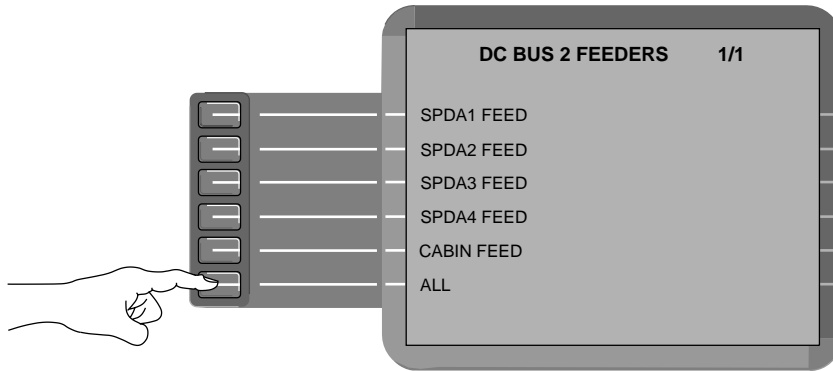 DC BUS 2 FEEDERS 1/1
SPDA1 FEED
SPDA2 FEED
SPDA3 FEED
SPDA4 FEED
CABIN FEED
ALL